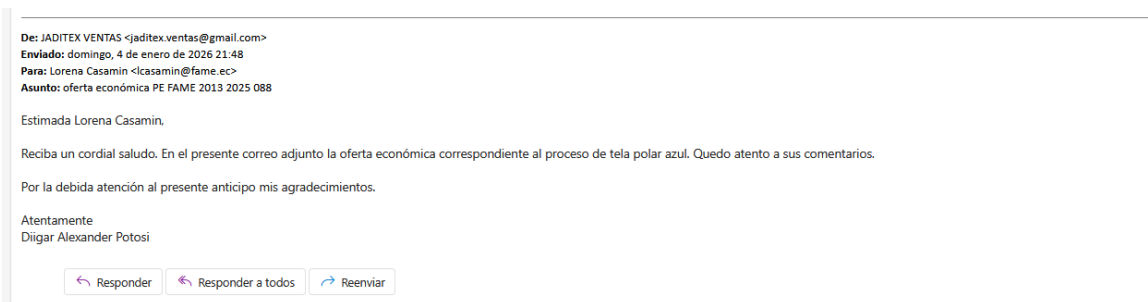 De: JADITEX VENTAS <jaditex.ventas@gmail.com>
Enviado: domingo, 4 de enero de 2026 21:48
Para: Lorena Casamin <lcasamin@fame.ec>
Asunto: oferta económica PE FAME 2013 2025 088
Estimada Lorena Casamin,
Reciba un cordial saludo. En el presente correo adjunto la oferta económica correspondiente al proceso de tela polar azul. Quedo atento a sus comentarios.
Por la debida atención al presente anticipo mis agradecimientos.
Atentamente
Diigar Alexander Potosi
Responder Responder a todos Reenviar